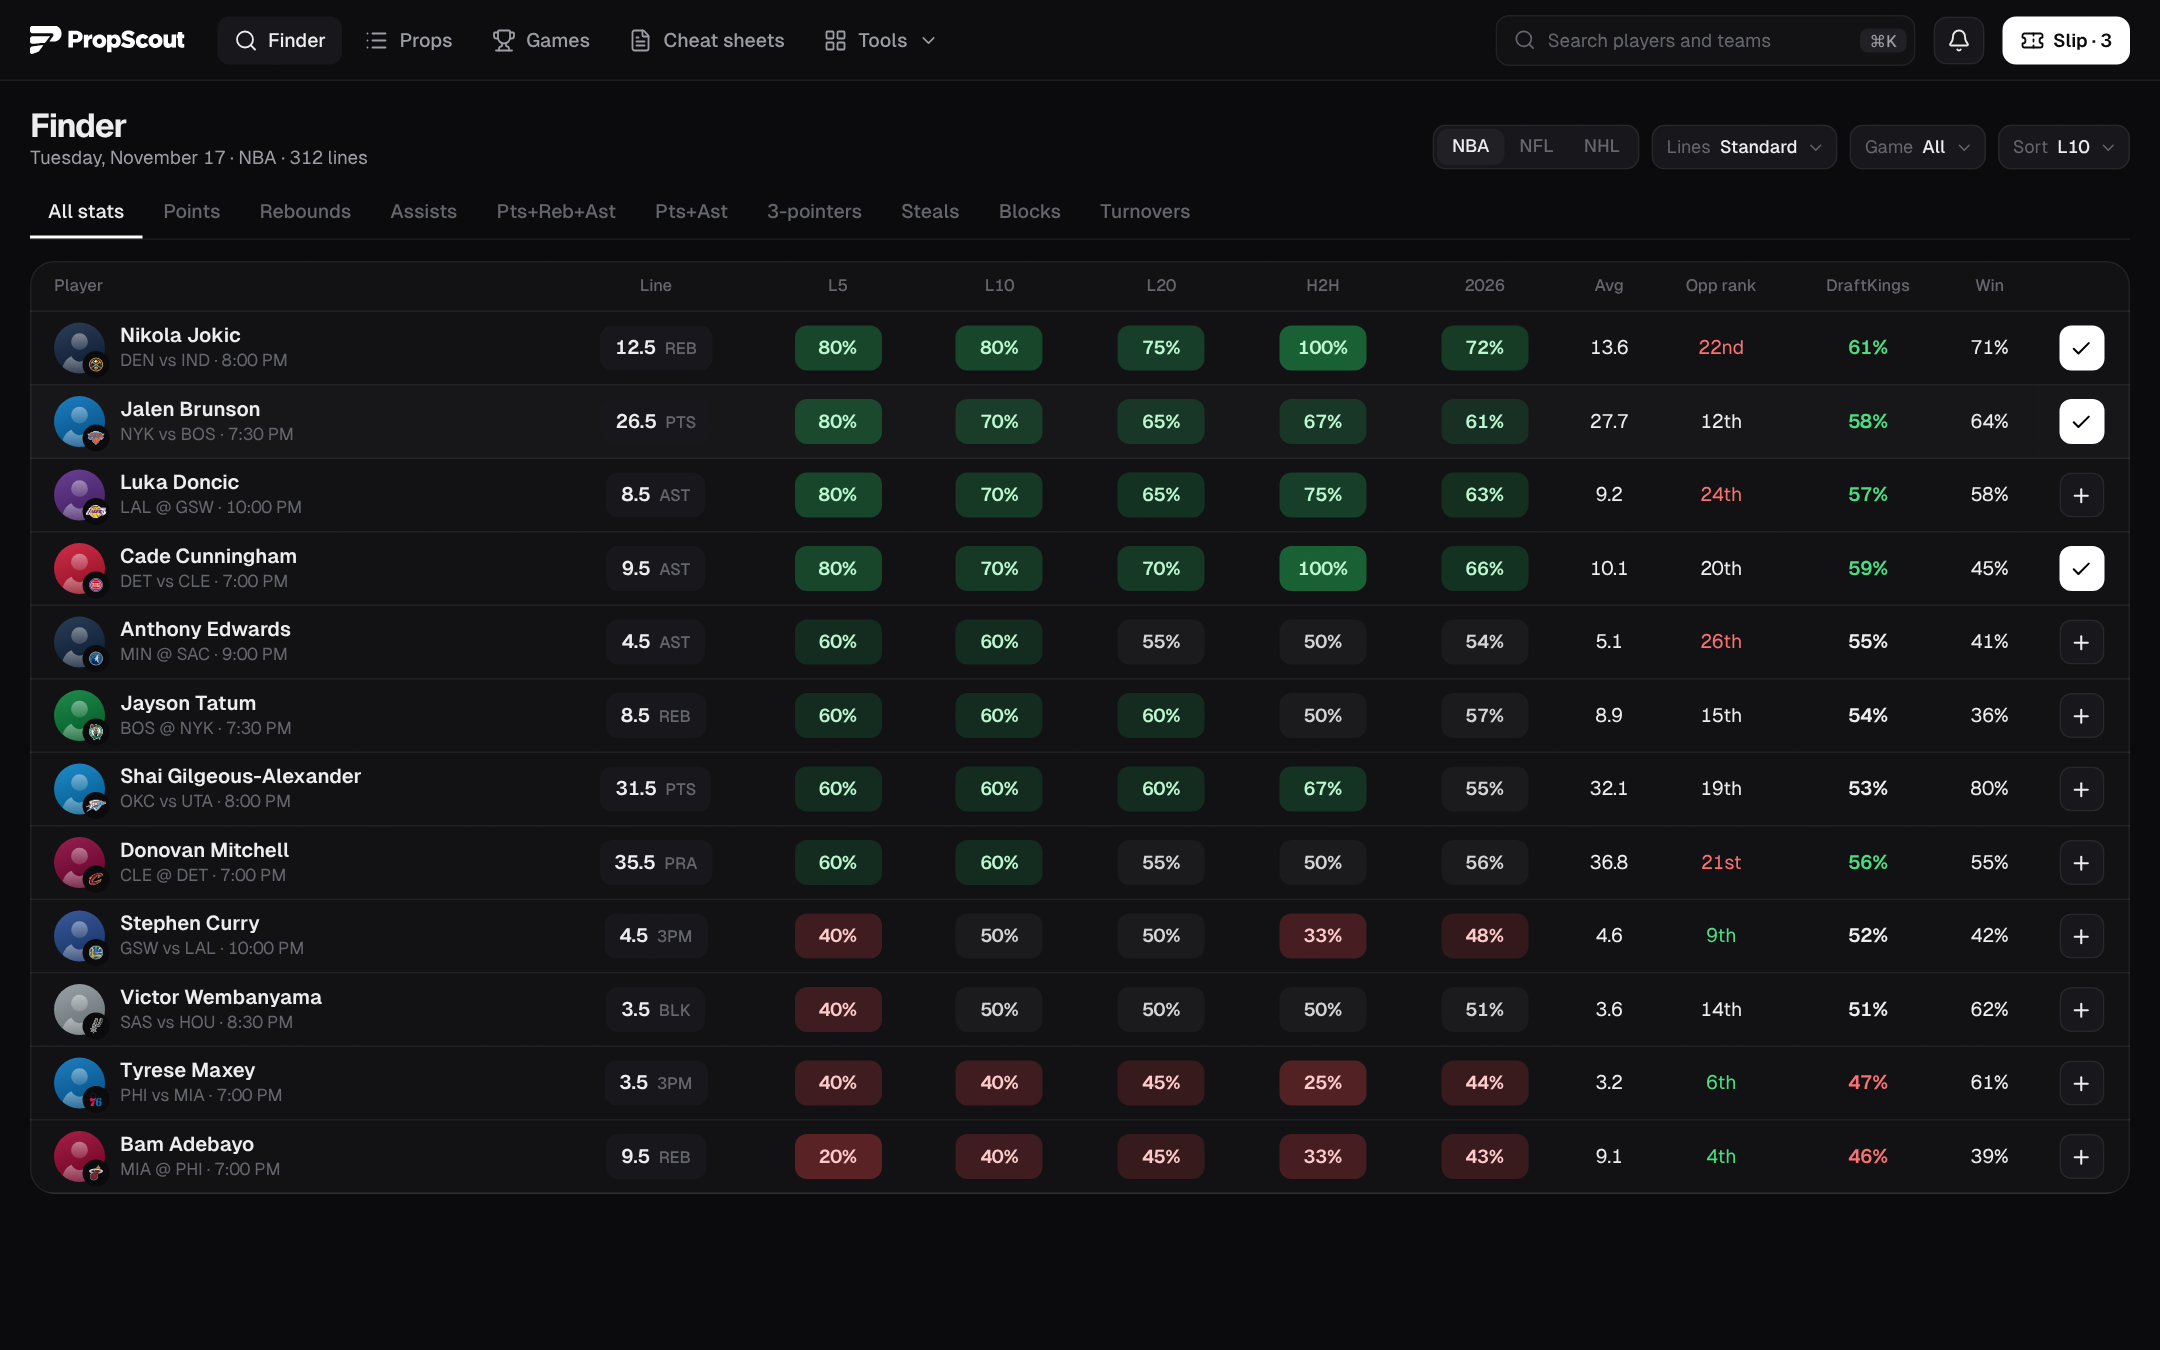 PropScout Finder Props Games Cheat sheets Tools Search players and teams ⌘K Slip · 3
Finder
Tuesday, November 17 · NBA · 312 lines
NBA NFL NHL Lines Standard Game All Sort L10
All stats Points Rebounds Assists Pts+Reb+Ast Pts+Ast 3-pointers Steals Blocks Turnovers
Player Line L5 L10 L20 H2H 2026 Avg Opp rank DraftKings Win
Nikola Jokic
DEN vs IND · 8:00 PM
12.5 REB 80% 80% 75% 100% 72% 13.6 22nd 61% 71%
Jalen Brunson
NYK vs BOS · 7:30 PM
26.5 PTS 80% 70% 65% 67% 61% 27.7 12th 58% 64%
Luka Doncic
LAL @ GSW · 10:00 PM
8.5 AST 80% 70% 65% 75% 63% 9.2 24th 57% 58%
Cade Cunningham
DET vs CLE · 7:00 PM
9.5 AST 80% 70% 70% 100% 66% 10.1 20th 59% 45%
Anthony Edwards
MIN @ SAC · 9:00 PM
4.5 AST 60% 60% 55% 50% 54% 5.1 26th 55% 41%
Jayson Tatum
BOS @ NYK · 7:30 PM
8.5 REB 60% 60% 60% 50% 57% 8.9 15th 54% 36%
Shai Gilgeous-Alexander
OKC vs UTA · 8:00 PM
31.5 PTS 60% 60% 60% 67% 55% 32.1 19th 53% 80%
Donovan Mitchell
CLE @ DET · 7:00 PM
35.5 PRA 60% 60% 55% 50% 56% 36.8 21st 56% 55%
Stephen Curry
GSW vs LAL · 10:00 PM
4.5 3PM 40% 50% 50% 33% 48% 4.6 9th 52% 42%
Victor Wembanyama
SAS vs HOU · 8:30 PM
3.5 BLK 40% 50% 50% 50% 51% 3.6 14th 51% 62%
Tyrese Maxey
PHI vs MIA · 7:00 PM
3.5 3PM 40% 40% 45% 25% 44% 3.2 6th 47% 61%
Bam Adebayo
MIA @ PHI · 7:00 PM
9.5 REB 20% 40% 45% 33% 43% 9.1 4th 46% 39%